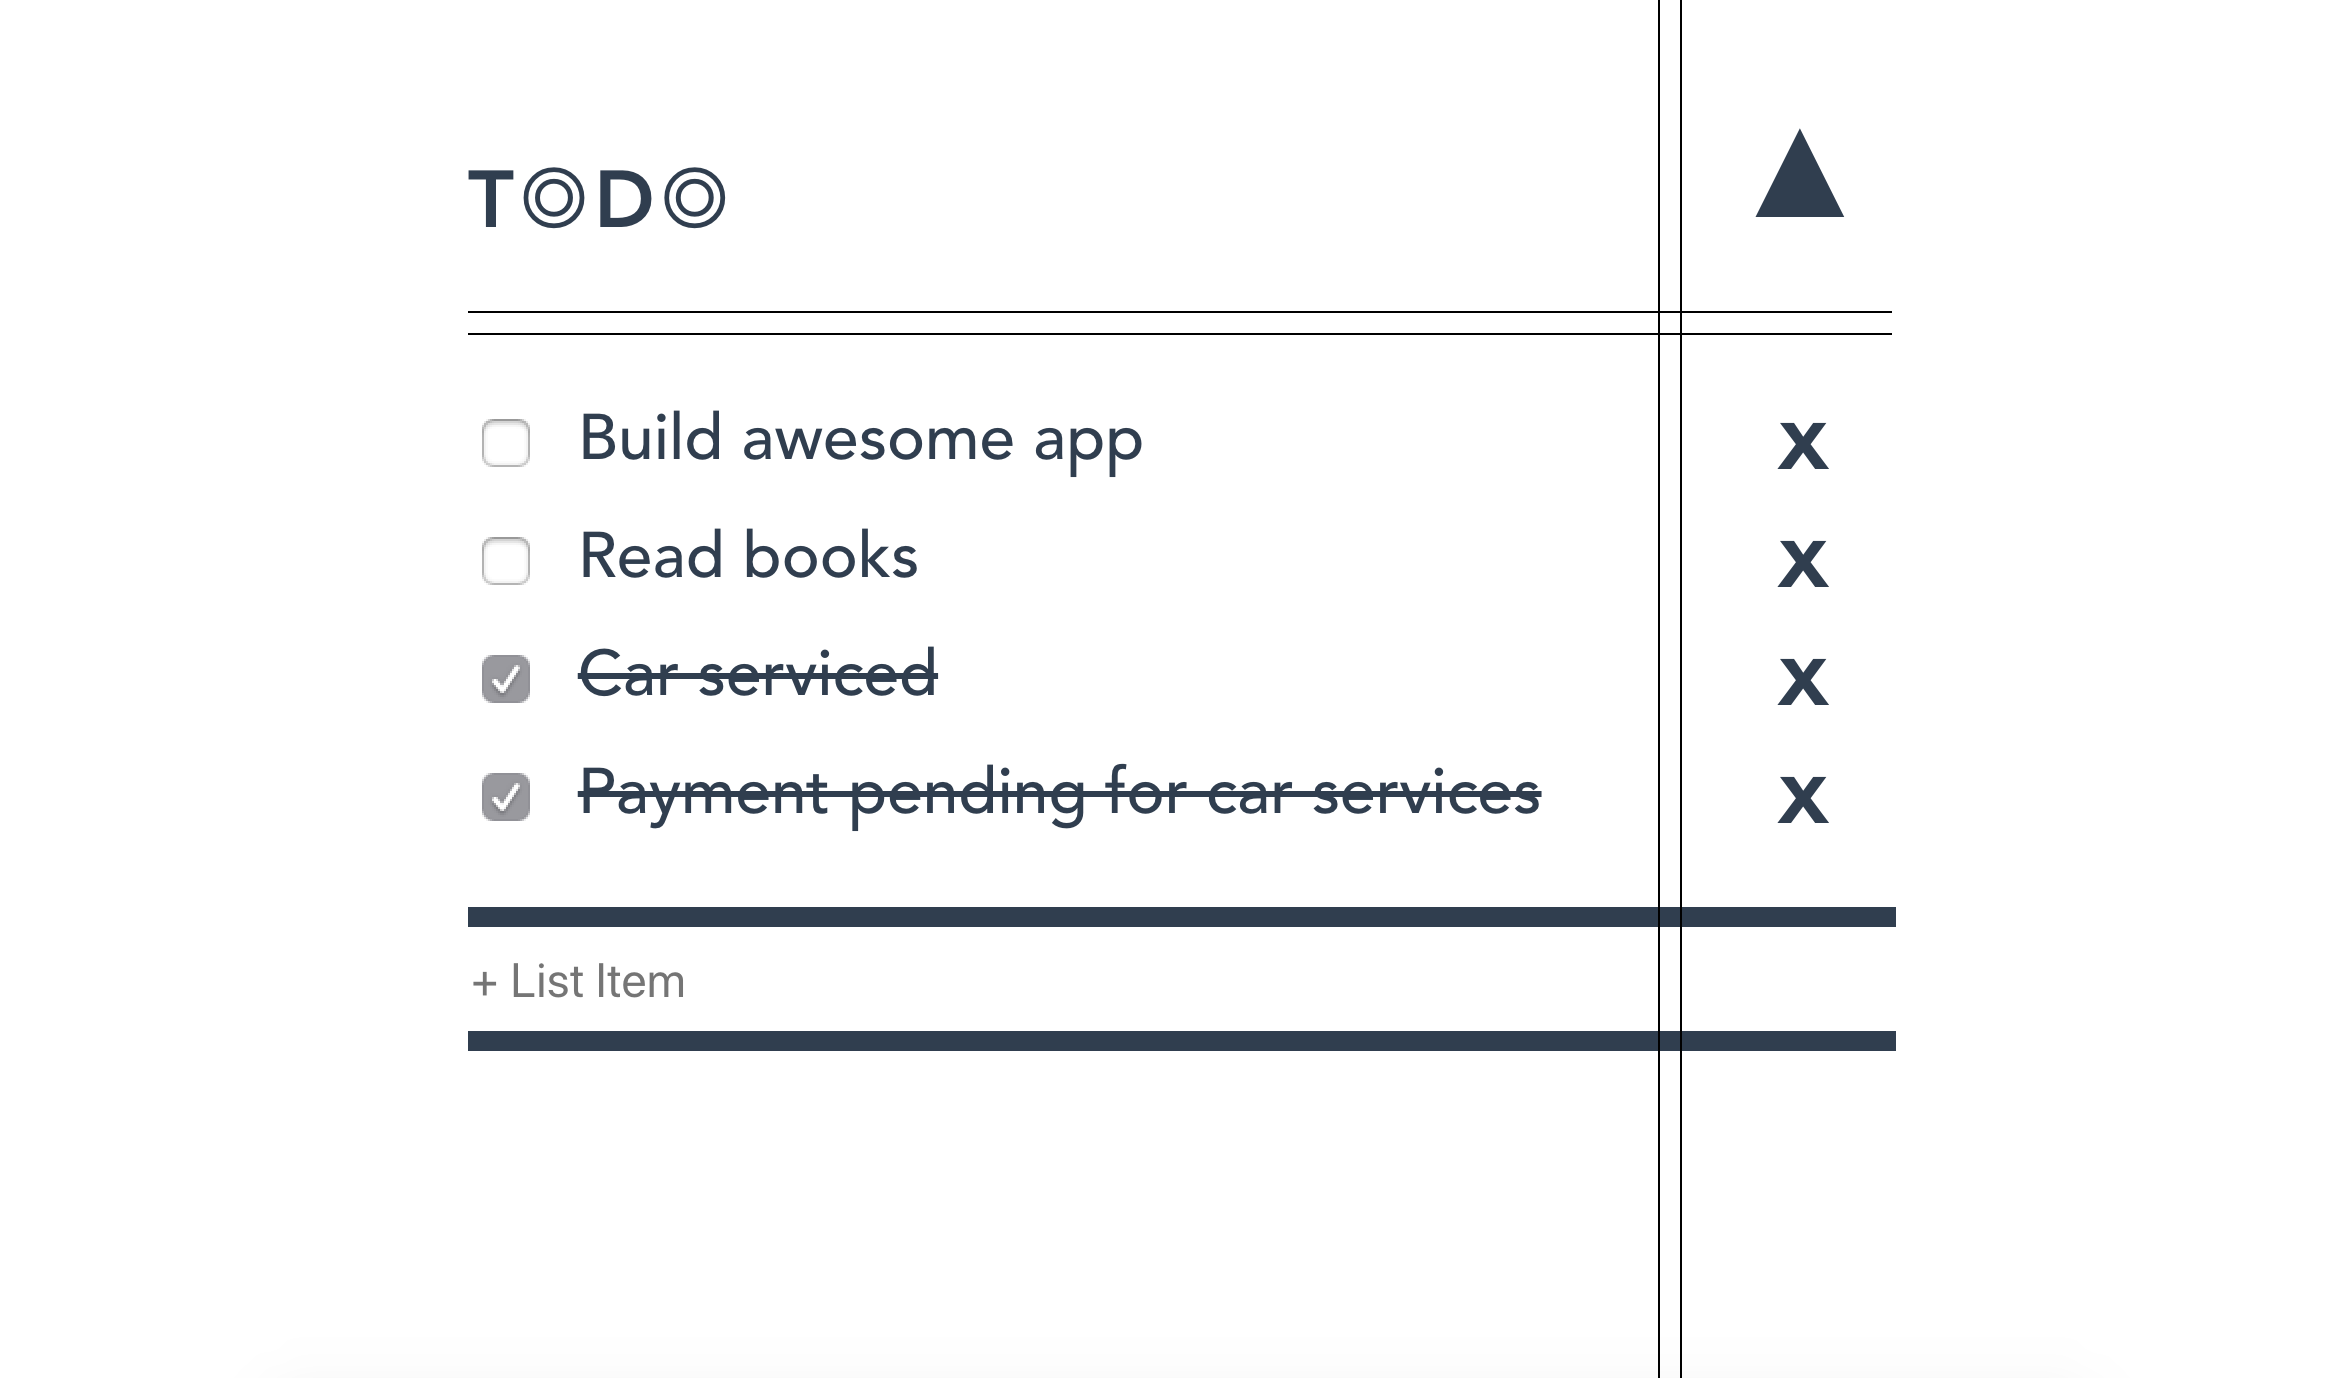 TODO
Build awesome app X
Read books X
Car serviced X
Payment pending for car services X
+ List Item